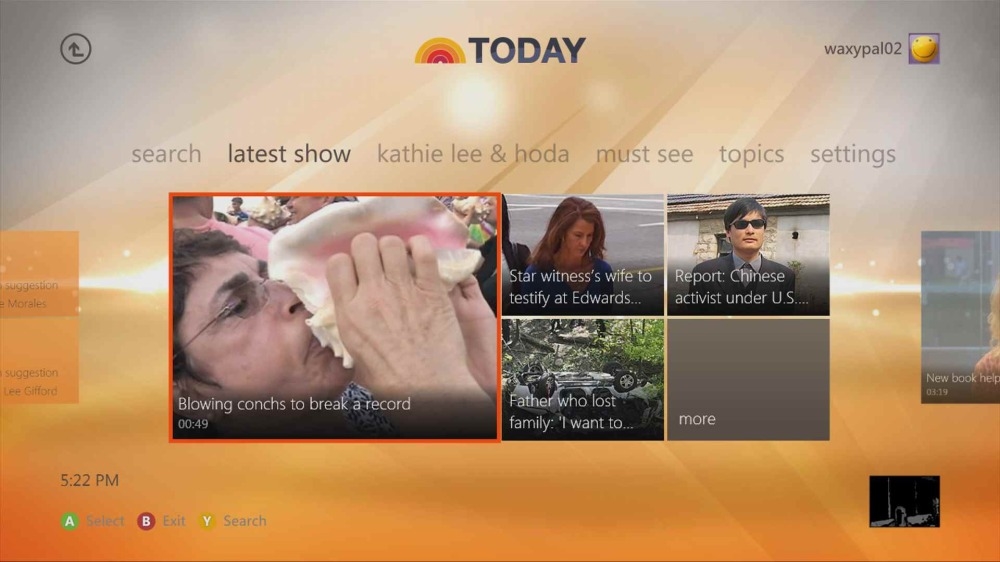 TODAY
waxypal02
search latest show kathie lee & hoda must see topics settings
suggestion
e Morales
suggestion
Lee Gifford
Blowing conchs to break a record
00:49
Star witness's wife to
testify at Edwards...
Report: Chinese
activist under U.S....
Father who lost
family: 'I want to...
more
New book help
03:19
5:22 PM
A Select B Exit Y Search